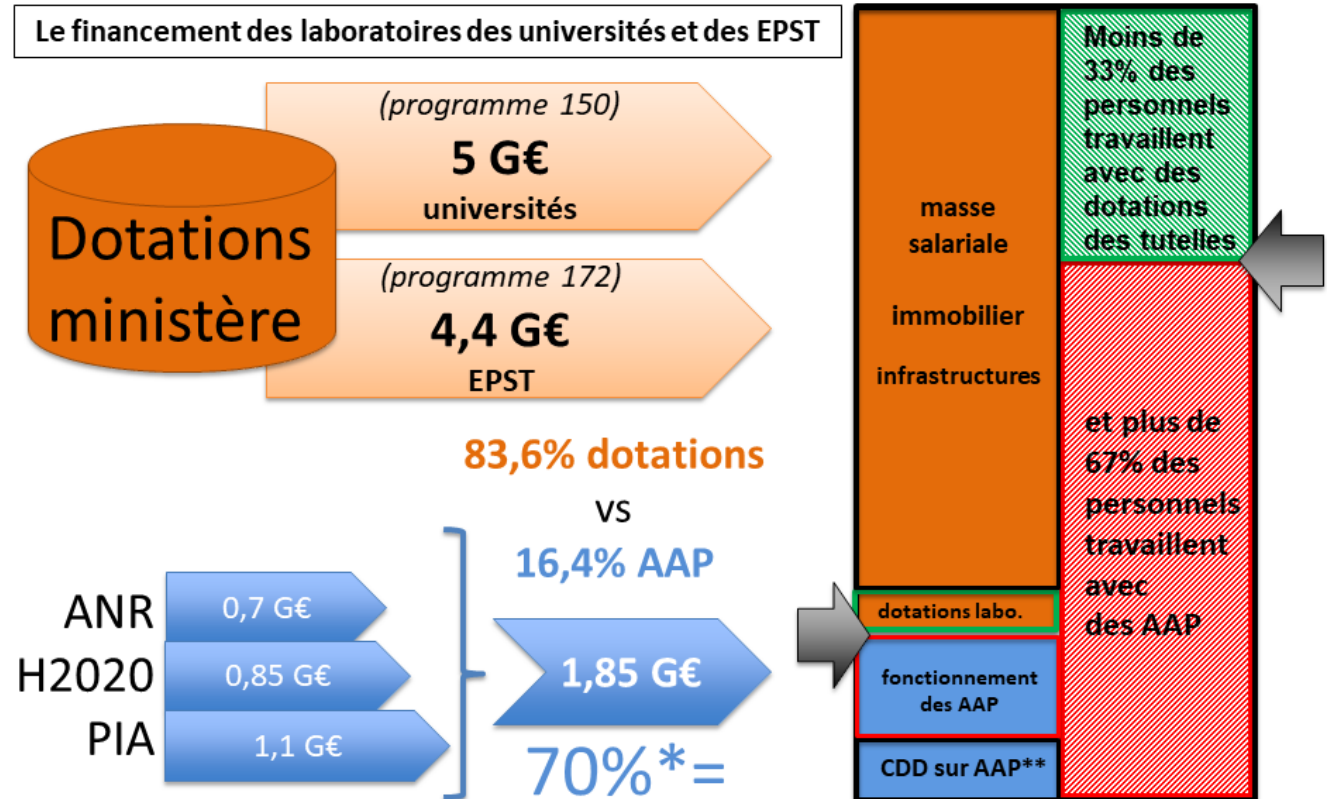 Le financement des laboratoires des universités et des EPST
Dotations
ministère
(programme 150)
5 G€
universités
(programme 172)
4,4 G€
EPST
83,6% dotations
vs
16,4% AAP
ANR
0,7 G€
H2020
0,85 G€
PIA
1,1 G€
1,85 G€
70%*=
masse
salariale
immobilier
infrastructures
dotations labo.
fonctionnement
des AAP
CDD sur AAP**
Moins de
33% des
personnels
travaillent
avec des
dotations
des tutelles
et plus de
67% des
personnels
travaillent
avec
des AAP